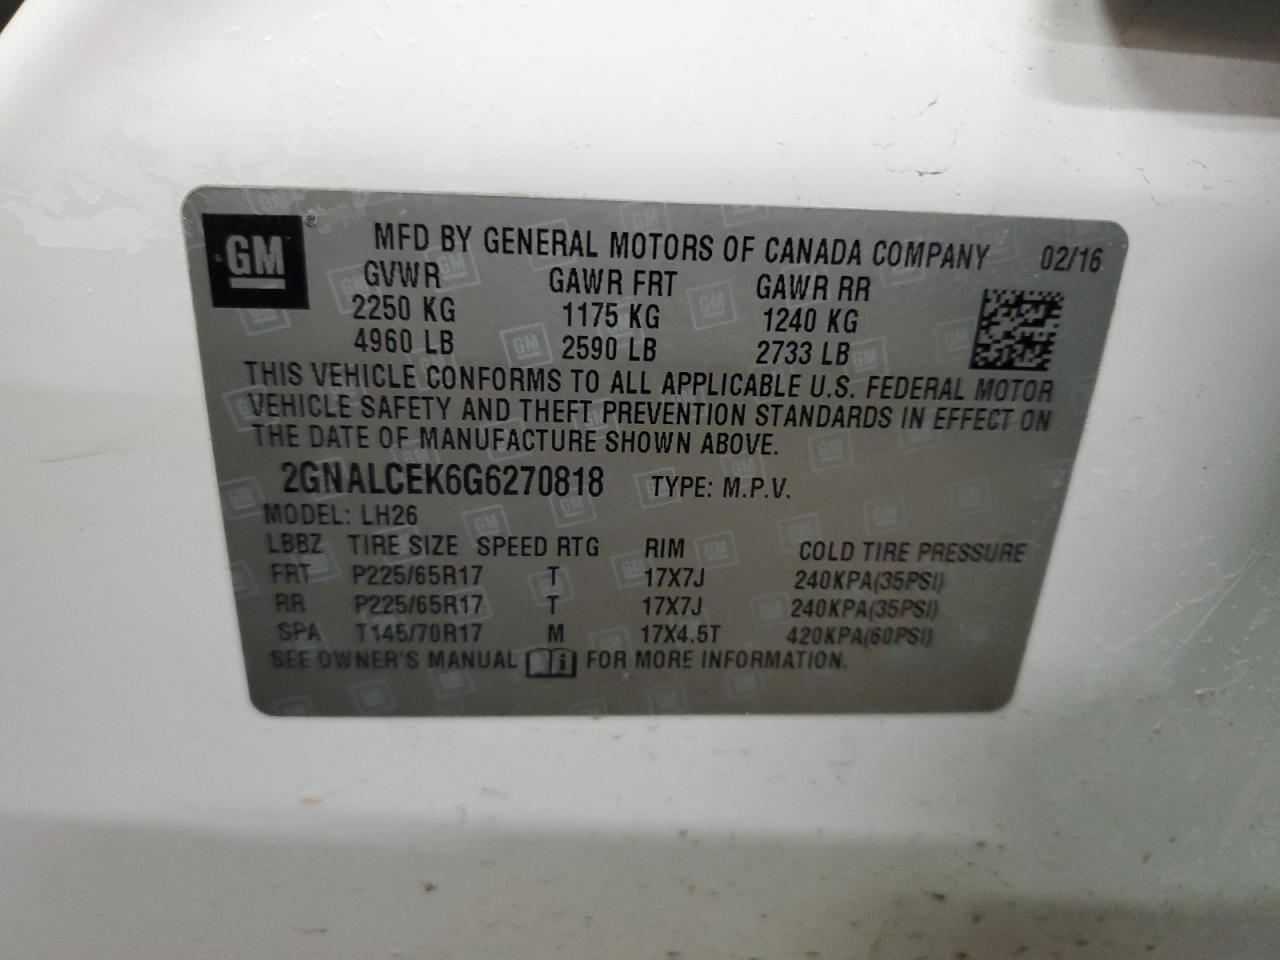 GM ® MFD BY GENERAL MOTORS OF CANADA COMPANY 02/16
GVWR GAWR FRT GAWR RR
2250 KG 1175 KG 1240 KG
4960 LB 2590 LB 2733 LB
THIS VEHICLE CONFORMS TO ALL APPLICABLE U.S. FEDERAL MOTOR
VEHICLE SAFETY AND THEFT PREVENTION STANDARDS IN EFFECT ON
THE DATE OF MANUFACTURE SHOWN ABOVE.
2GNALCEK6G6270818 TYPE: M.P.V.
MODEL: LH26
LBBZ TIRE SIZE SPEED RTG RIM COLD TIRE PRESSURE
FRT P225/65R17 T 17X7J 240KPA(35PSI)
RR P225/65R17 T 17X7J 240KPA(35PSI)
SPA T145/70R17 M 17X4.5T 420KPA(60PSI)
SEE OWNER'S MANUAL i FOR MORE INFORMATION.